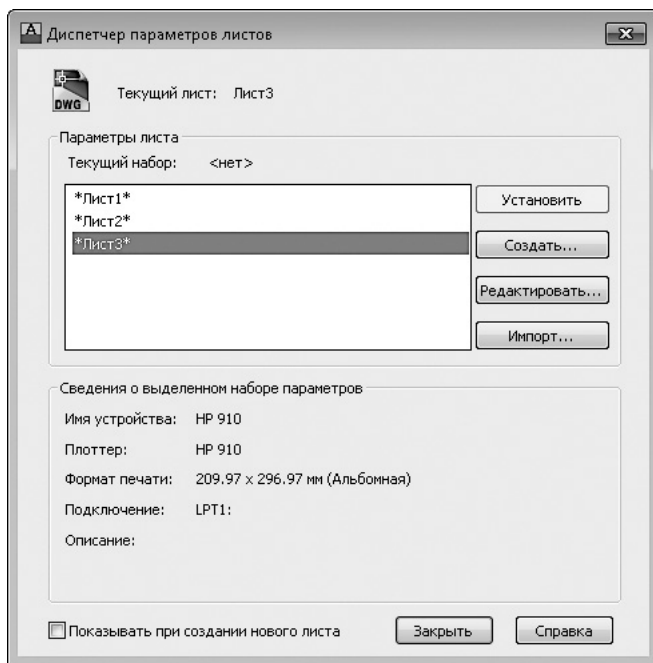 Диспетчер параметров листов
DWG
Текущий лист: Лист3
Параметры листа
Текущий набор: <нет>
*Лист1*
*Лист2*
*Лист3*
Установить
Создать...
Редактировать...
Импорт...
Сведения о выделенном наборе параметров
Имя устройства: HP 910
Плоттер: HP 910
Формат печати: 209.97 x 296.97 мм (Альбомная)
Подключение: LPT1:
Описание:
Показывать при создании нового листа
Закрыть
Справка